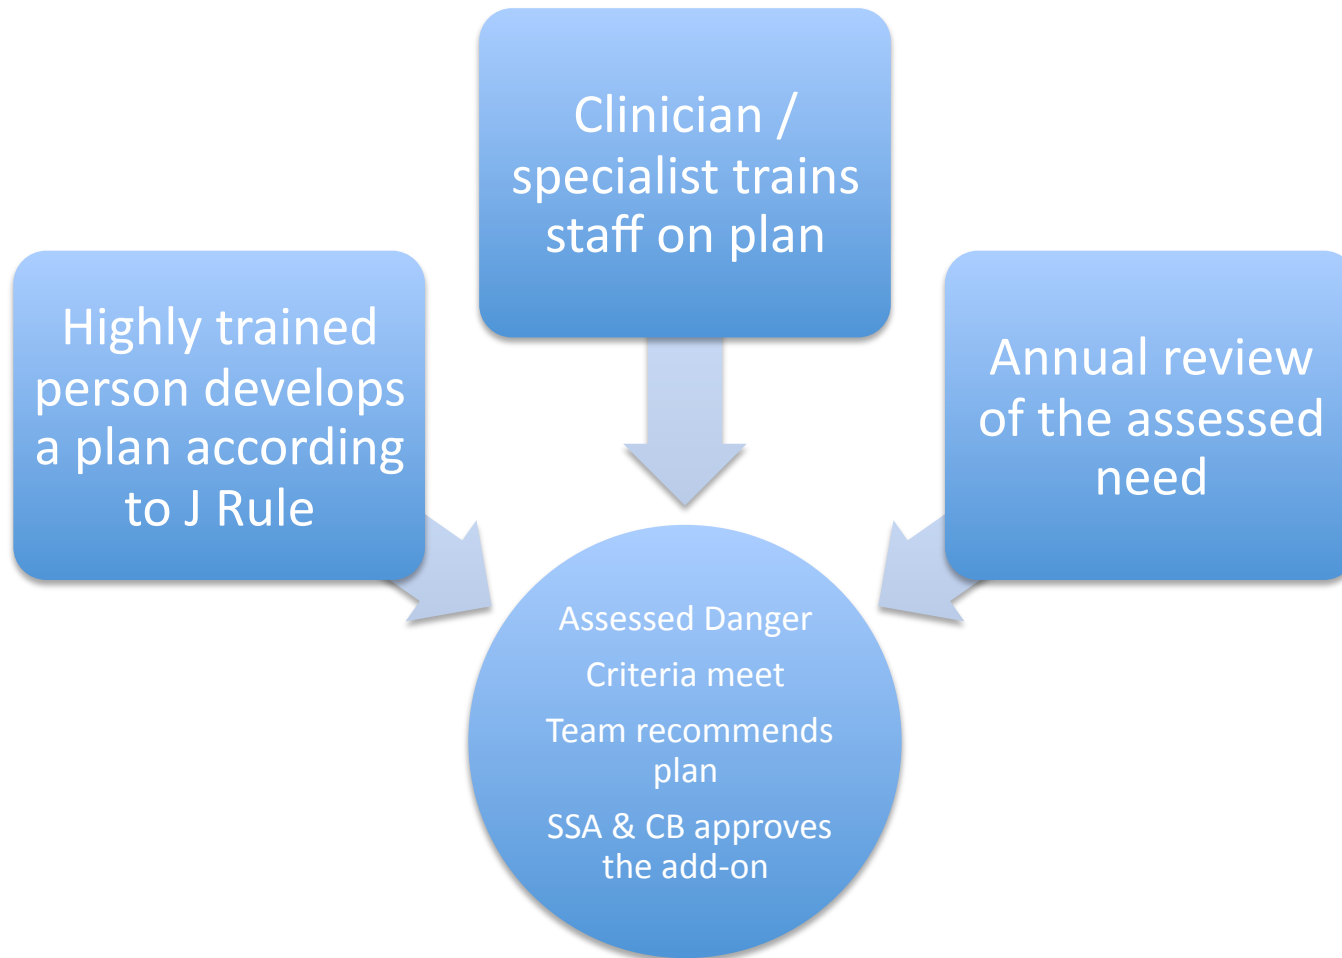 Clinician /
specialist trains
staff on plan
Highly trained
person develops
a plan according
to J Rule
Annual review
of the assessed
need
Assessed Danger
Criteria meet
Team recommends
plan
SSA & CB approves
the add-on